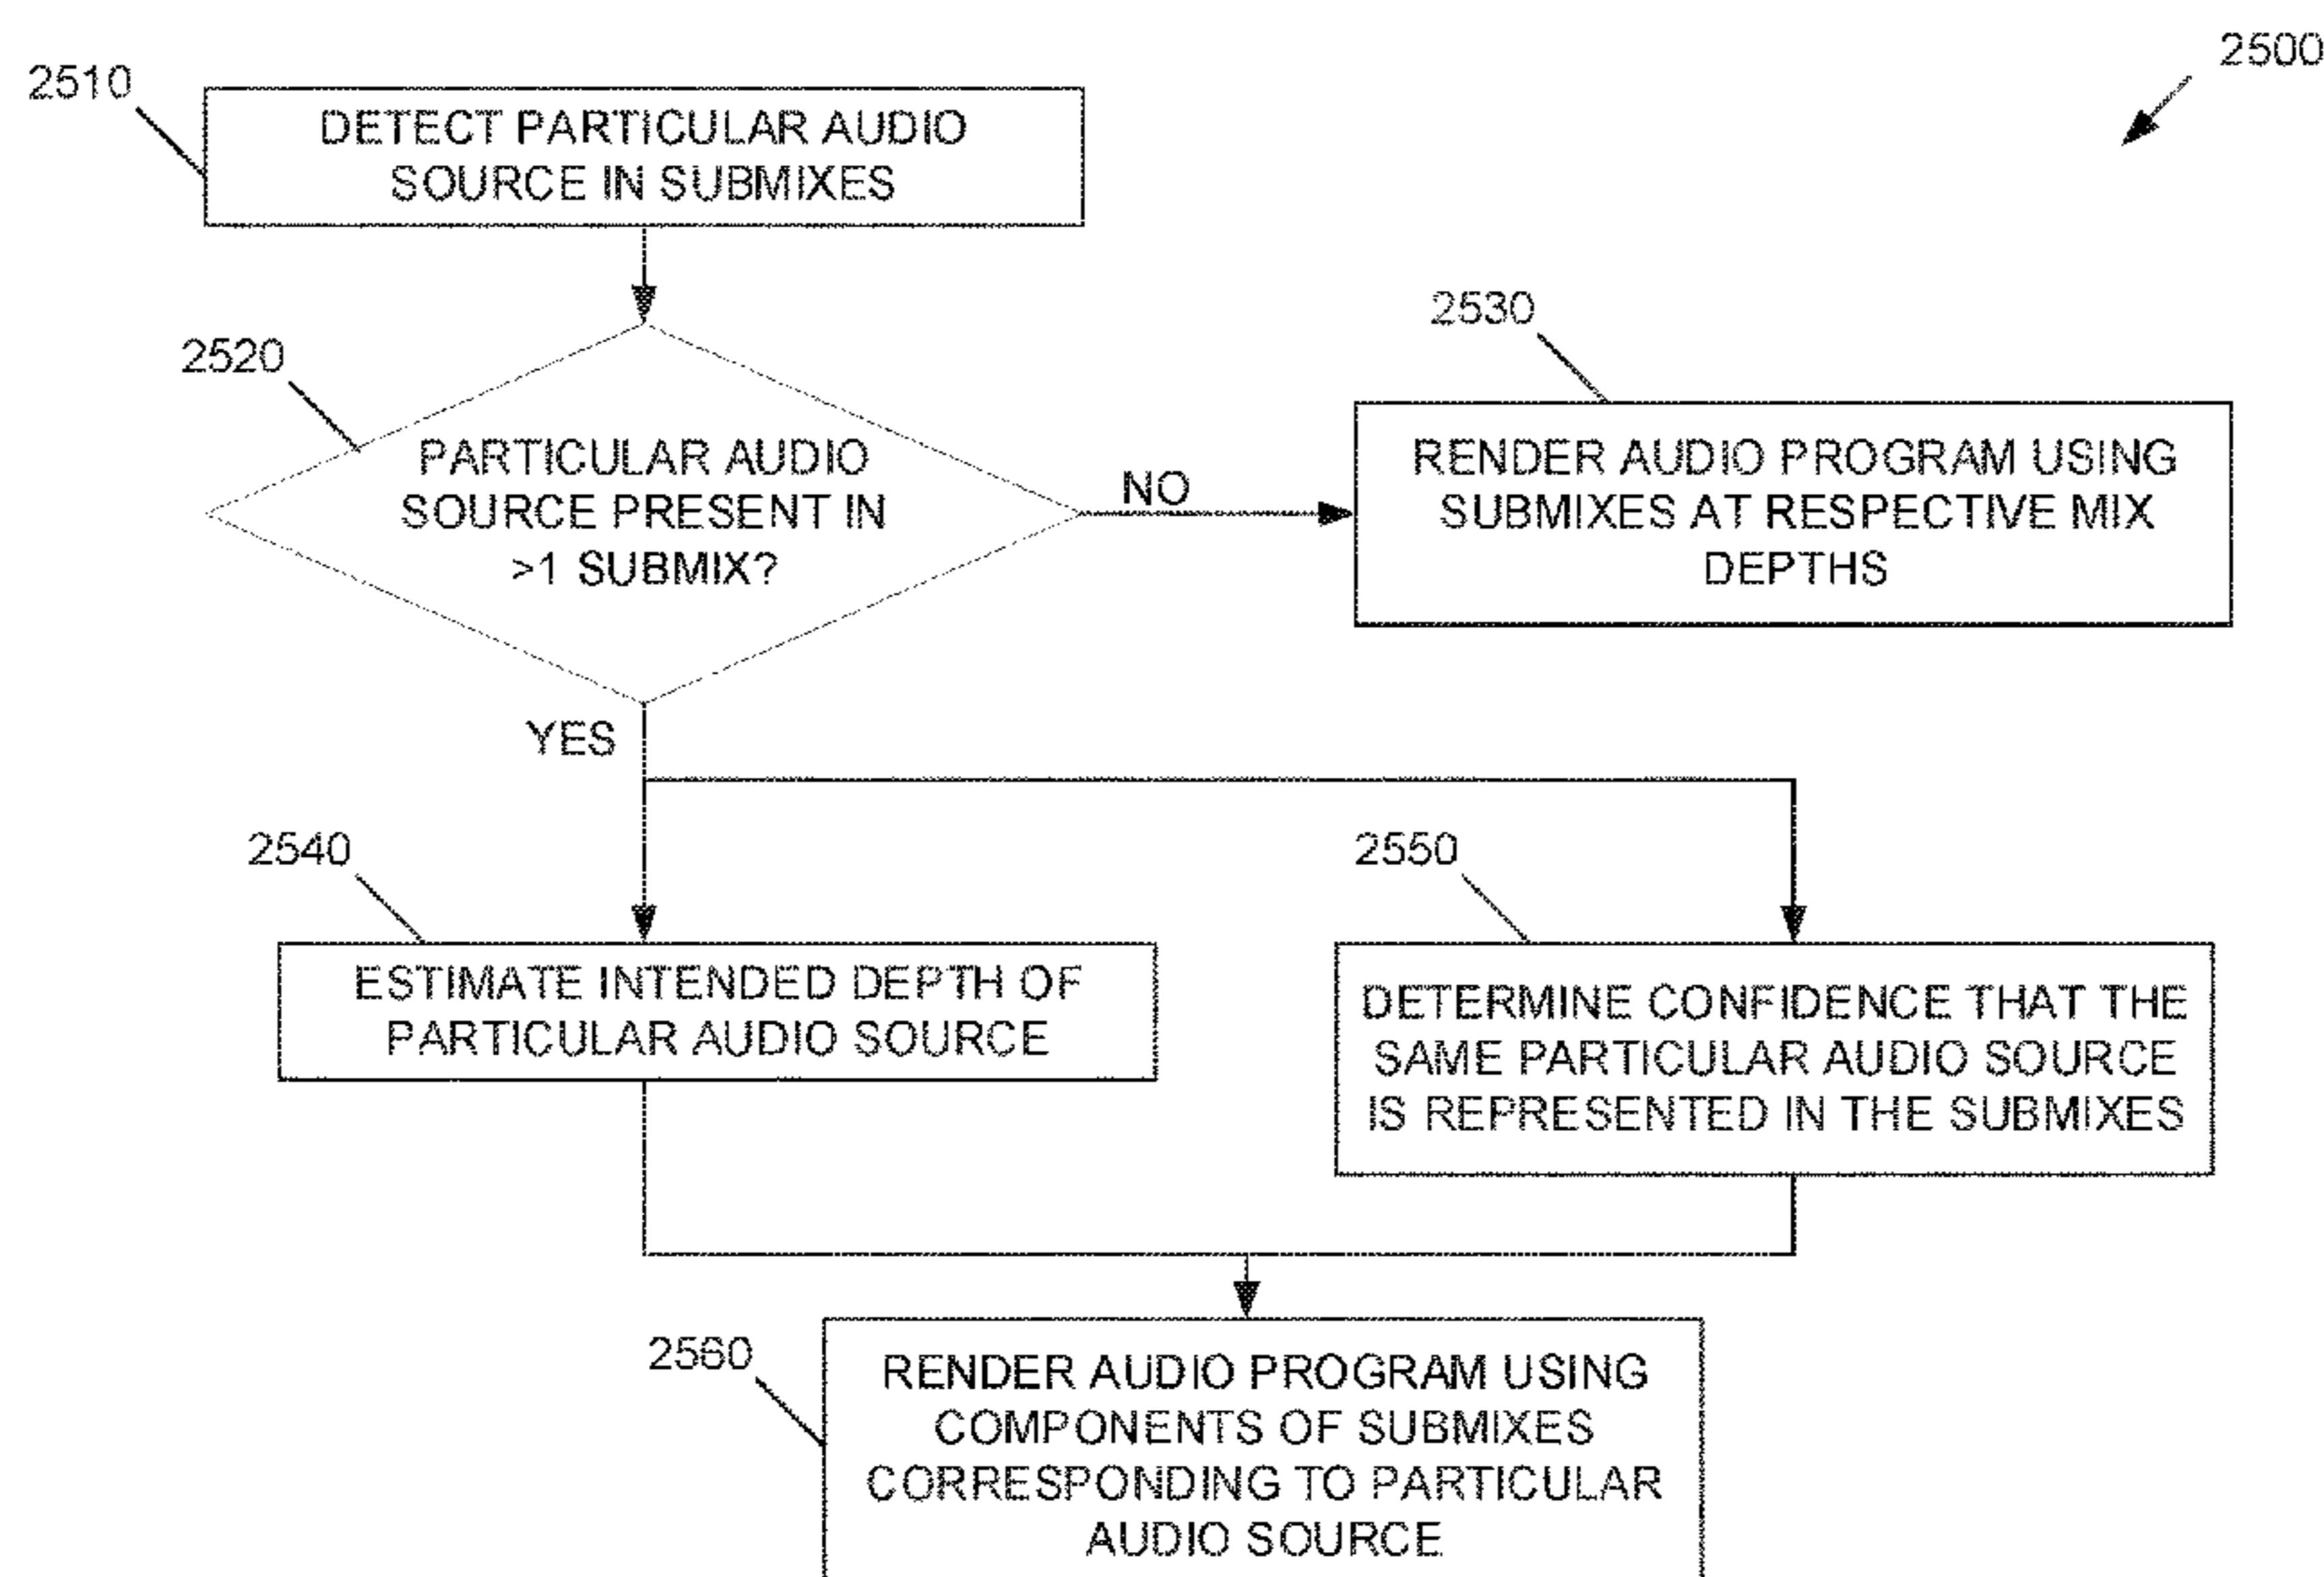 2500
2510
DETECT PARTICULAR AUDIO
SOURCE IN SUBMIXES
2520
PARTICULAR AUDIO
SOURCE PRESENT IN
>1 SUBMIX?
NO
2530
RENDER AUDIO PROGRAM USING
SUBMIXES AT RESPECTIVE MIX
DEPTHS
YES
2540
ESTIMATE INTENDED DEPTH OF
PARTICULAR AUDIO SOURCE
2550
DETERMINE CONFIDENCE THAT THE
SAME PARTICULAR AUDIO SOURCE
IS REPRESENTED IN THE SUBMIXES
2560
RENDER AUDIO PROGRAM USING
COMPONENTS OF SUBMIXES
CORRESPONDING TO PARTICULAR
AUDIO SOURCE